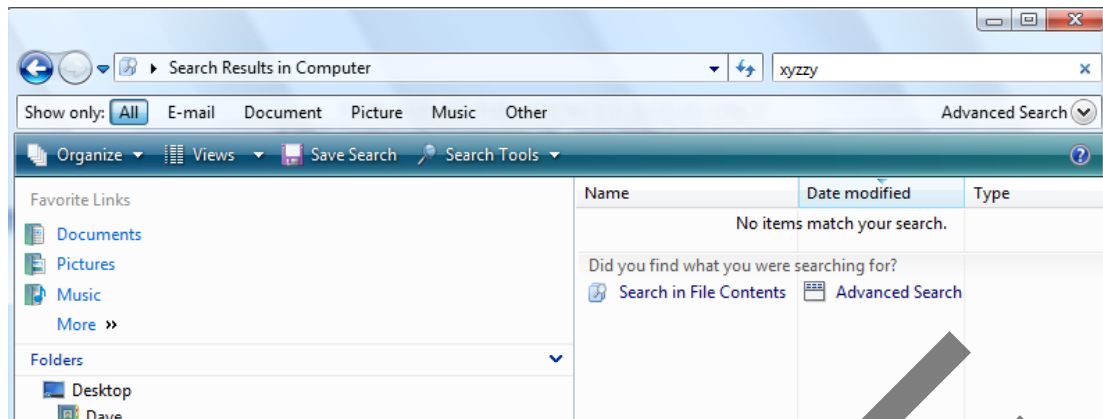 Search Results in Computer
xyzzy
Show only: All E-mail Document Picture Music Other Advanced Search
Organize Views Save Search Search Tools
Favorite Links
Documents
Pictures
Music
More »
Folders
Desktop
Dave
Name Date modified Type
No items match your search.
Did you find what you were searching for?
Search in File Contents Advanced Search